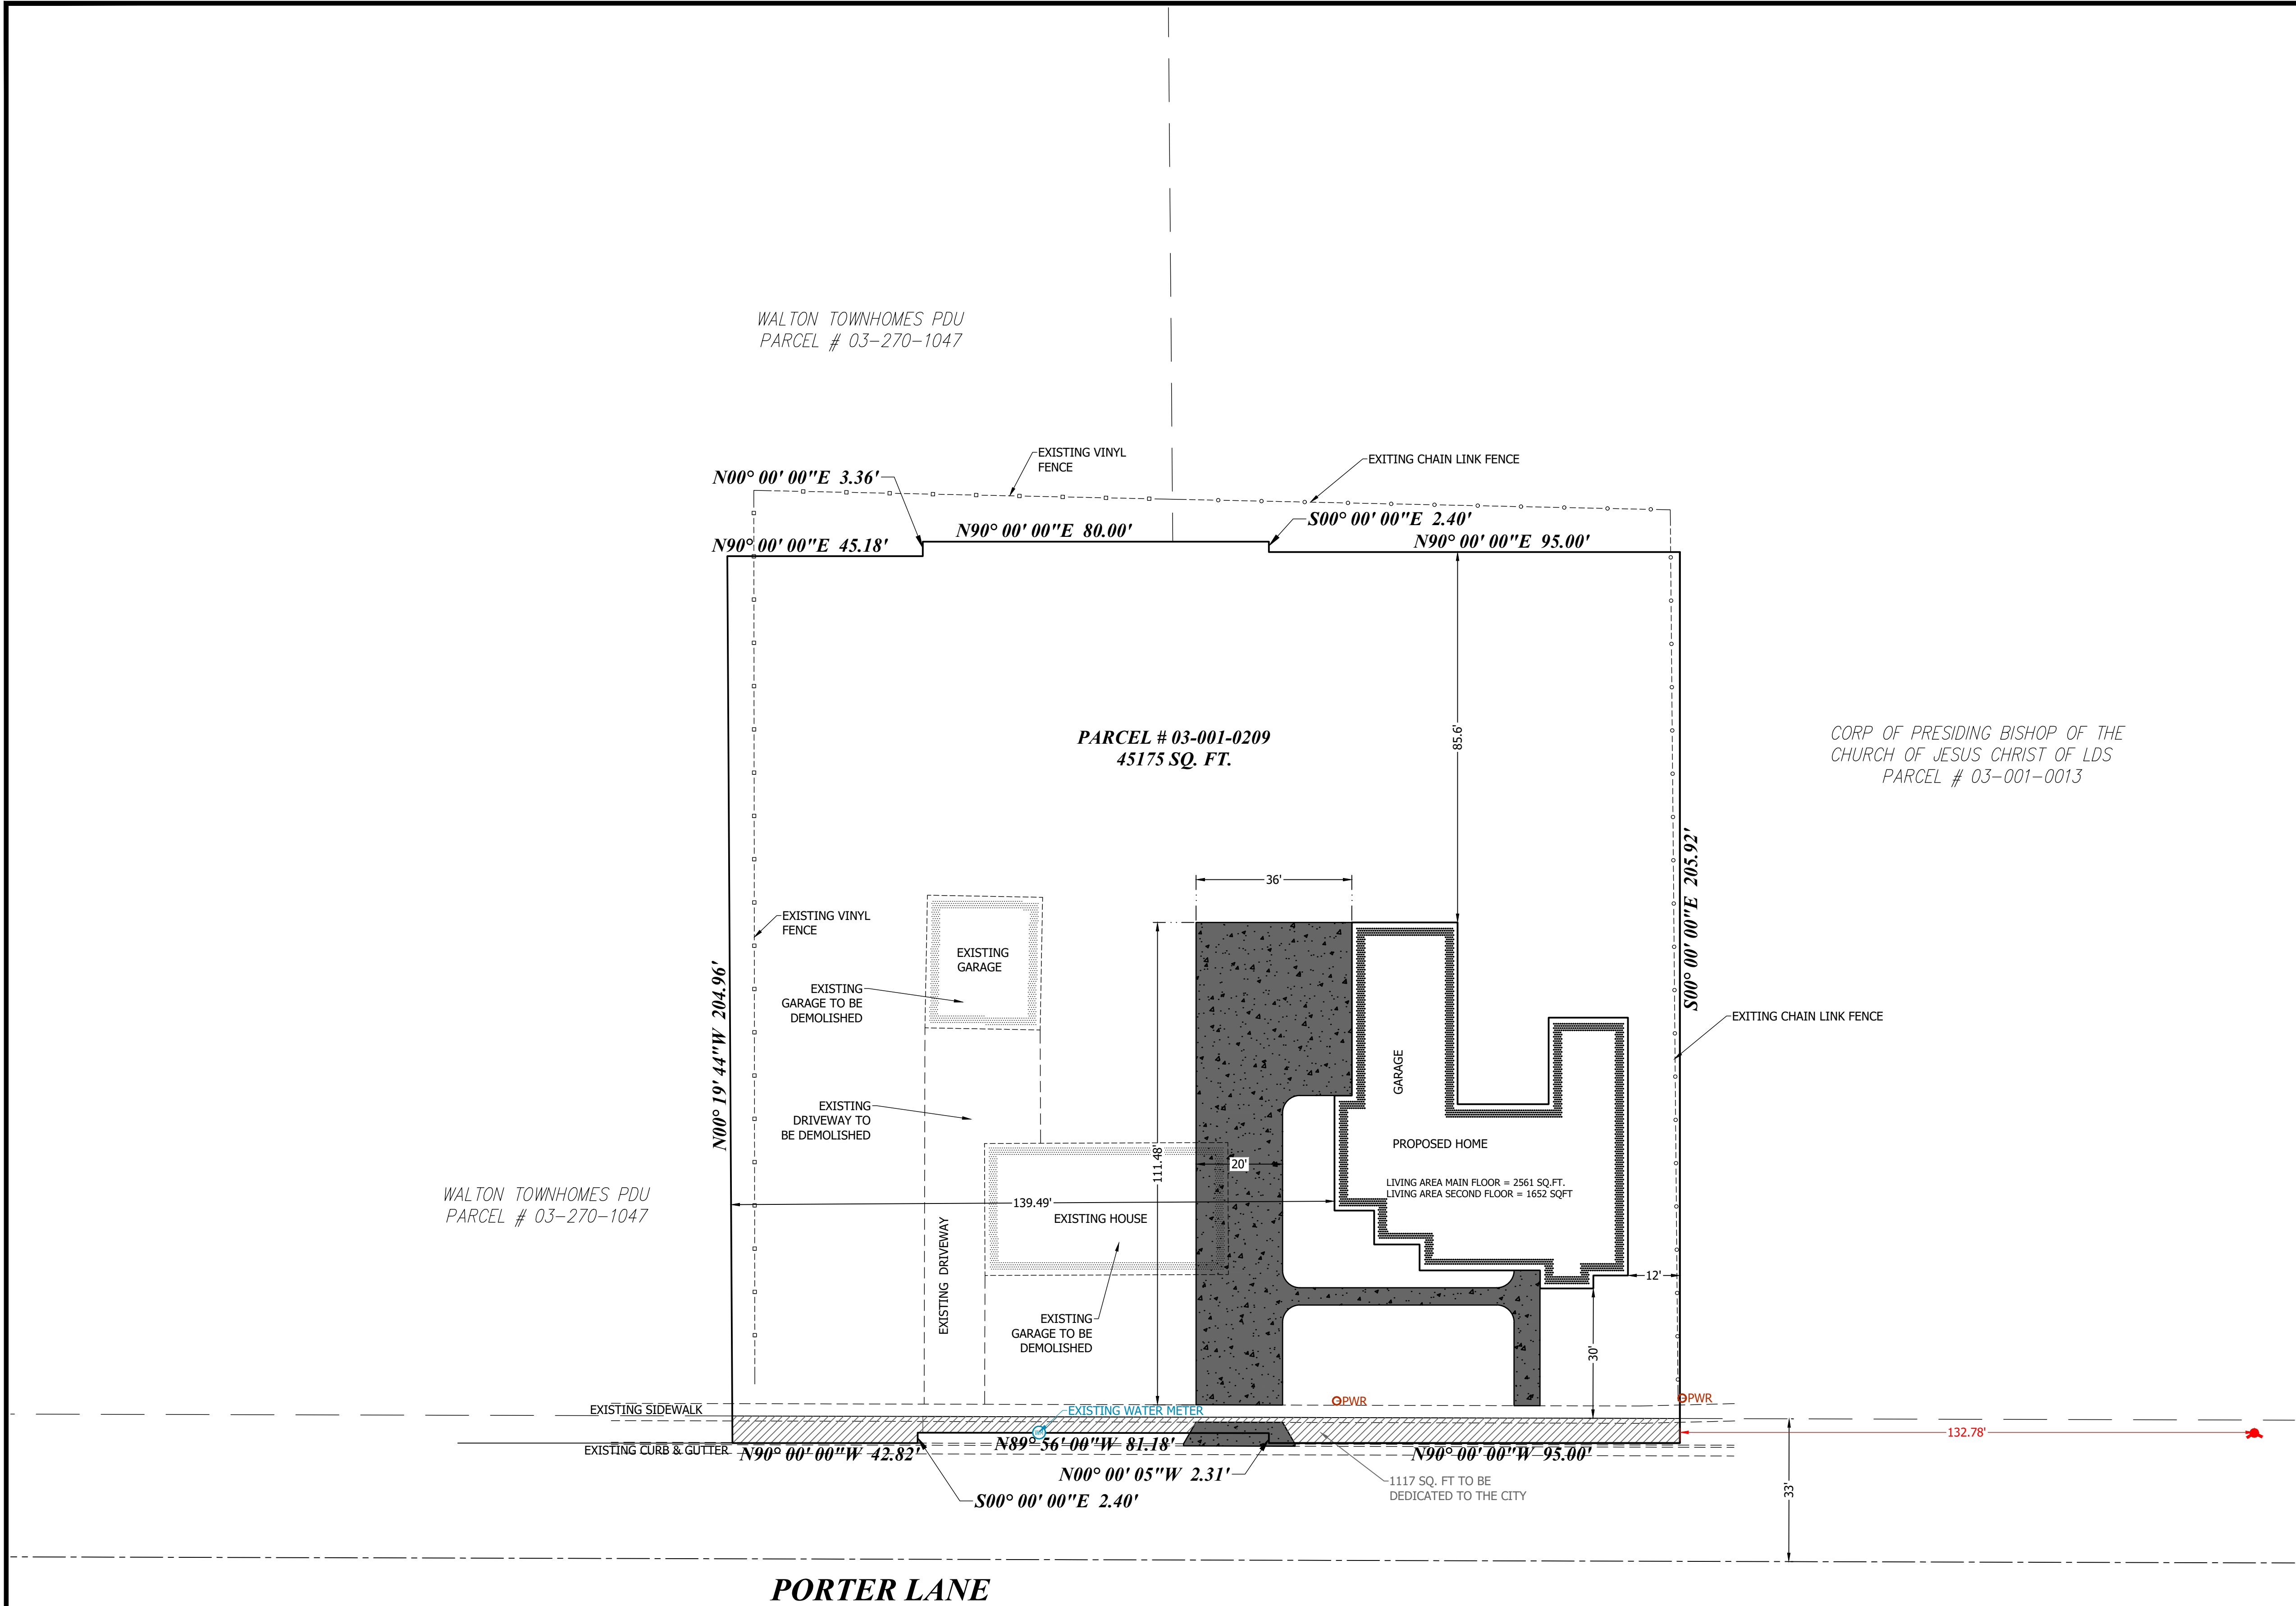 WALTON TOWNHOMES PDU
PARCEL # 03-270-1047
EXISTING VINYL
FENCE
EXITING CHAIN LINK FENCE
N00° 00' 00"E 3.36'
S00° 00' 00"E 2.40'
N90° 00' 00"E 80.00'
N90° 00' 00"E 45.18'
N90° 00' 00"E 95.00'
85.6'
PARCEL # 03-001-0209
45175 SQ. FT.
CORP OF PRESIDING BISHOP OF THE
CHURCH OF JESUS CHRIST OF LDS
PARCEL # 03-001-0013
S00° 00' 00"E 205.92'
36'
EXISTING VINYL
FENCE
EXISTING
GARAGE
EXISTING
GARAGE TO BE
DEMOLISHED
N00° 19' 44"W 204.96'
EXITING CHAIN LINK FENCE
GARAGE
EXISTING
DRIVEWAY TO
BE DEMOLISHED
111.48'
20'
PROPOSED HOME
LIVING AREA MAIN FLOOR = 2561 SQ.FT.
LIVING AREA SECOND FLOOR = 1652 SQFT
WALTON TOWNHOMES PDU
PARCEL # 03-270-1047
139.49'
EXISTING HOUSE
EXISTING DRIVEWAY
12'
EXISTING
GARAGE TO BE
DEMOLISHED
30'
PWR
PWR
EXISTING SIDEWALK
EXISTING WATER METER
132.78'
EXISTING CURB & GUTTER
N90° 00' 00"W 42.82'
N89° 56' 00"W 81.18'
N90° 00' 00"W 95.00'
N00° 00' 05"W 2.31'
1117 SQ. FT TO BE
DEDICATED TO THE CITY
S00° 00' 00"E 2.40'
33'
PORTER LANE